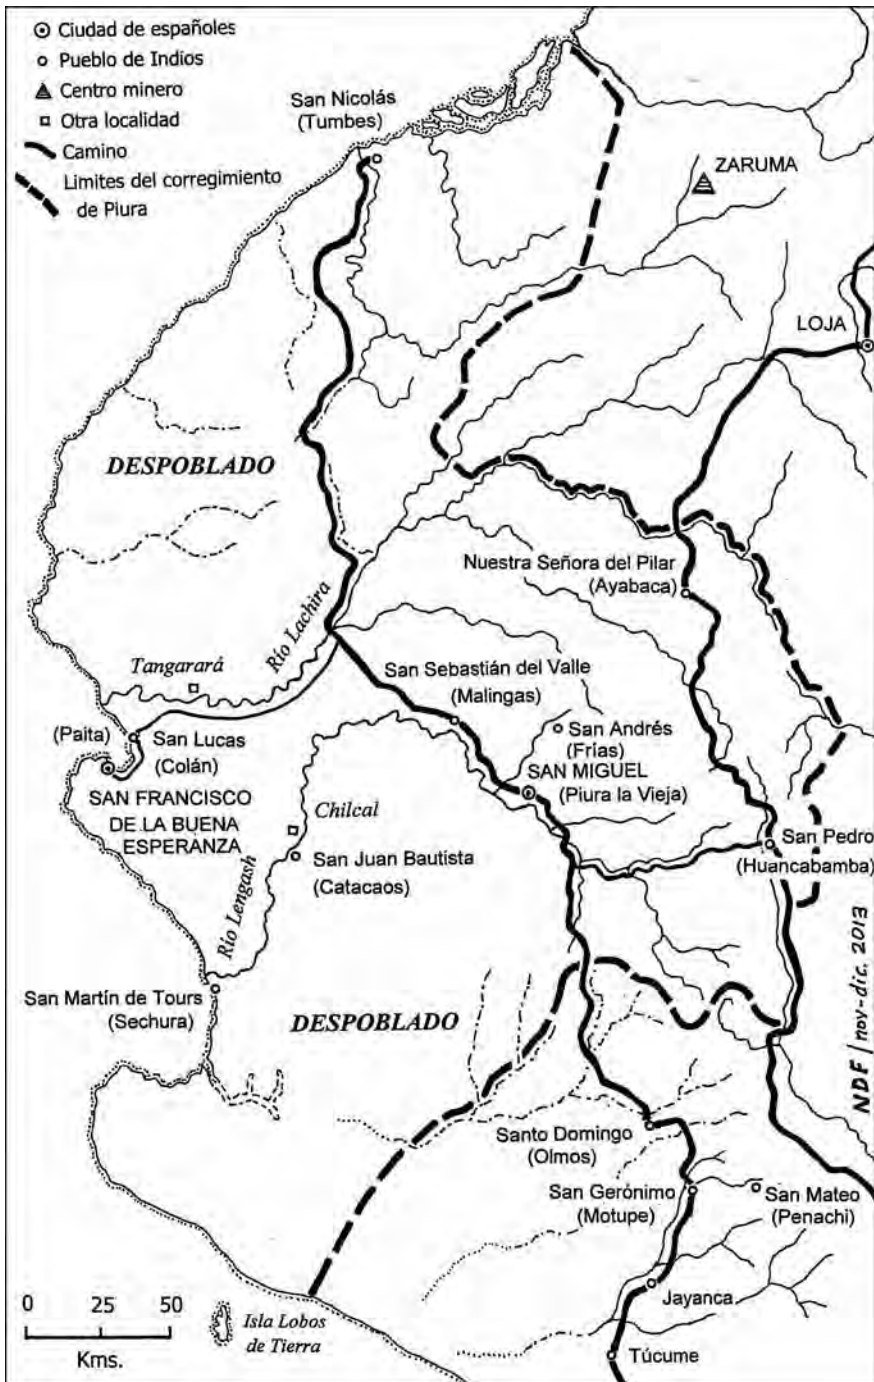 Ciudad de españoles
Pueblo de Indios
Centro minero
Otra localidad
Camino
Limites del corregimiento
de Piura
San Nicolás
(Tumbes)
ZARUMA
LOJA
DESPOBLADO
Nuestra Señora del Pilar
(Ayabaca)
Río Lachira
Tangarará
San Sebastián del Valle
(Malingas)
San Andrés
(Frías)
(Paita)
San Lucas
(Colán)
SAN MIGUEL
(Piura la Vieja)
SAN FRANCISCO
DE LA BUENA
ESPERANZA
Chilcal
San Juan Bautista
(Catacaos)
San Pedro
(Huancabamba)
Río Lengash
San Martín de Tours
(Sechura)
DESPOBLADO
NDF / nov-dic. 2013
Santo Domingo
(Olmos)
San Gerónimo
(Motupe)
San Mateo
(Penachi)
Jayanca
Túcume
0 25 50
Kms.
Isla Lobos
de Tierra